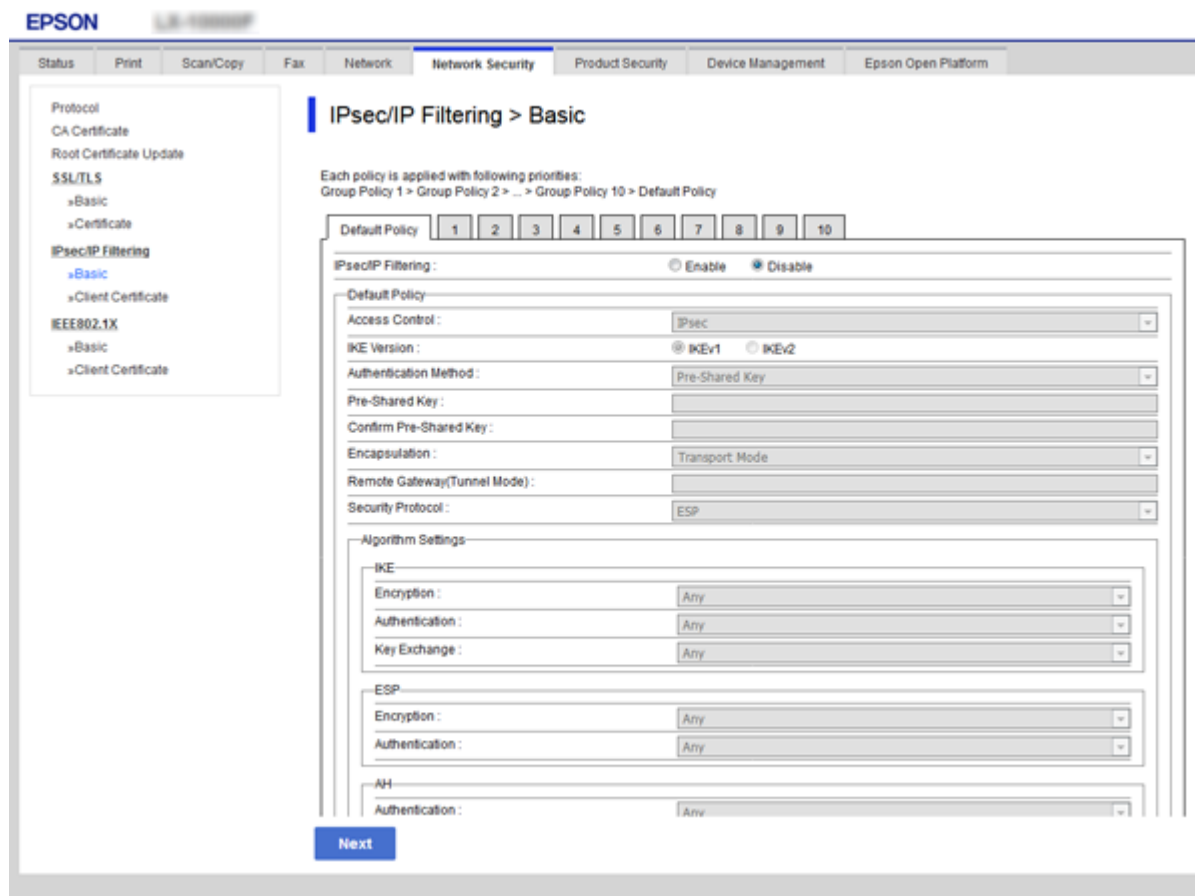 EPSON
Status Print Scan/Copy Fax Network Network Security Product Security Device Management Epson Open Platform
Protocol
CA Certificate
Root Certificate Update
SSL/TLS
»Basic
»Certificate
IPsec/IP Filtering
»Basic
»Client Certificate
IEEE802.1X
»Basic
»Client Certificate
IPsec/IP Filtering > Basic
Each policy is applied with following priorities:
Group Policy 1 > Group Policy 2 > ... > Group Policy 10 > Default Policy
Default Policy 1 2 3 4 5 6 7 8 9 10
IPsec/IP Filtering : Enable Disable
Default Policy
Access Control : IPsec
IKE Version : IKEv1 IKEv2
Authentication Method : Pre-Shared Key
Pre-Shared Key :
Confirm Pre-Shared Key :
Encapsulation : Transport Mode
Remote Gateway(Tunnel Mode) :
Security Protocol : ESP
Algorithm Settings
IKE
Encryption : Any
Authentication : Any
Key Exchange : Any
ESP
Encryption : Any
Authentication : Any
AH
Authentication : Any
Next